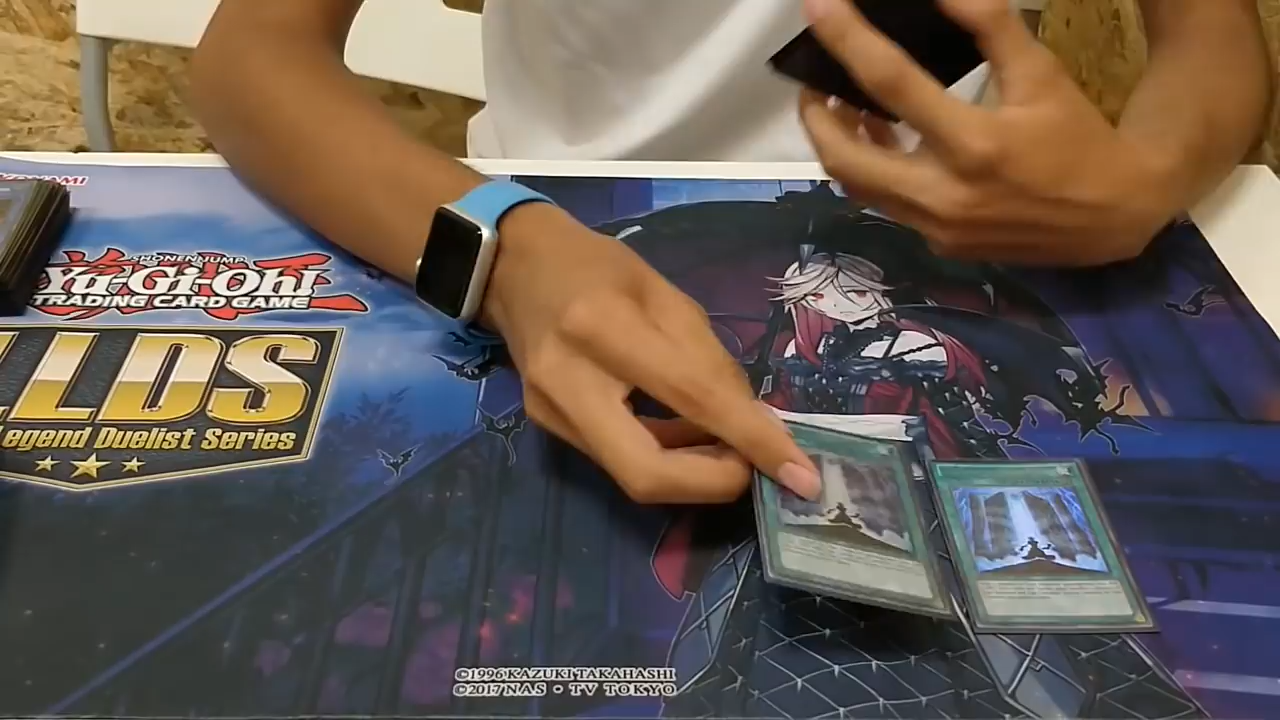 KONAMI
SHONEN JUMP
Yu-Gi-Oh!
TRADING CARD GAME
LLDS
Legend Duelist Series
©1996 KAZUKI TAKAHASHI
©2017 NAS • TV TOKYO